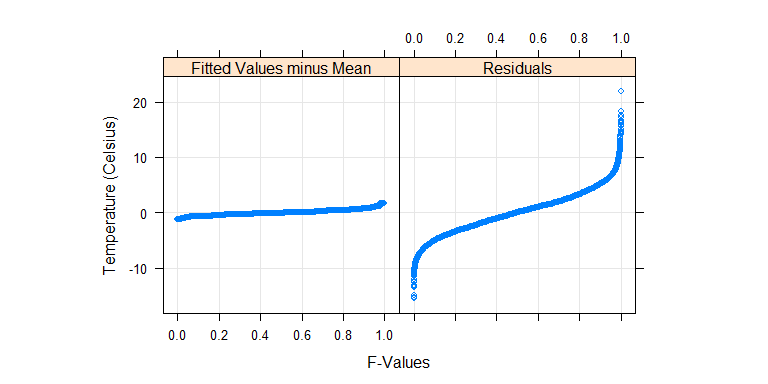 0.0 0.2 0.4 0.6 0.8 1.0
Fitted Values minus Mean Residuals
Temperature (Celsius)
20
10
0
-10
0.0 0.2 0.4 0.6 0.8 1.0
F-Values